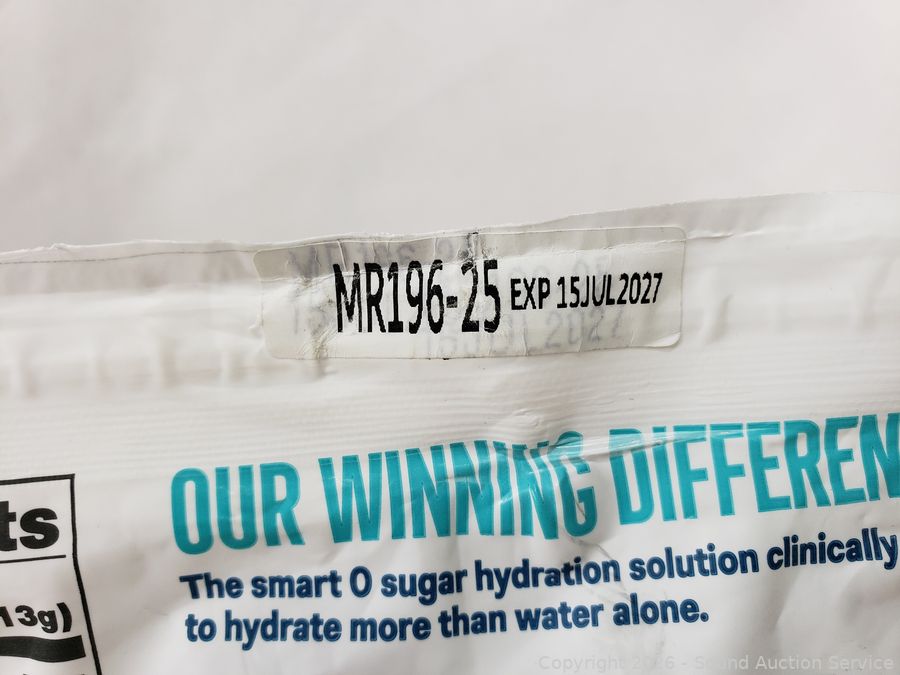 MR196-25 EXP 15JUL2027
OUR WINNING DIFFEREN
ts
The smart 0 sugar hydration solution clinically
13g)
to hydrate more than water alone.
Copyright 2026 - Sound Auction Service